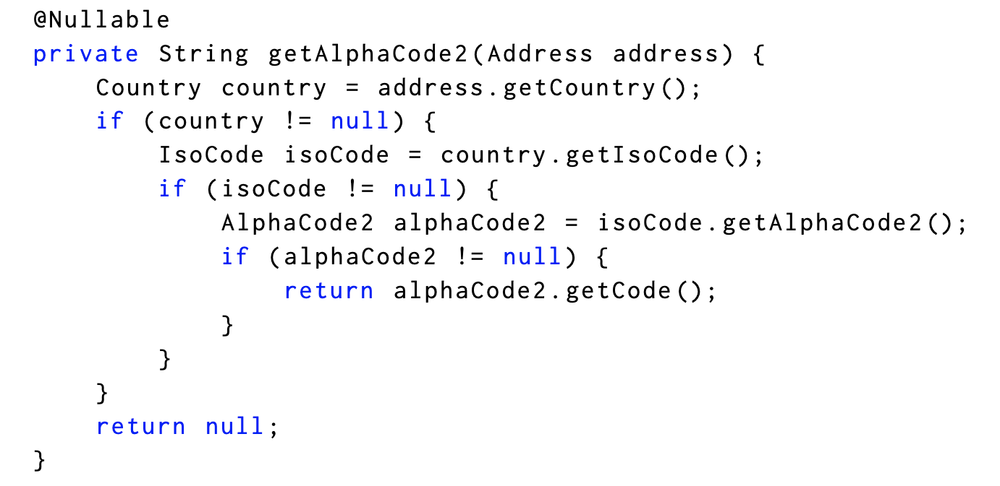 @Nullable
private String getAlphaCode2(Address address) {
    Country country = address.getCountry();
    if (country != null) {
        IsoCode isoCode = country.getIsoCode();
        if (isoCode != null) {
            AlphaCode2 alphaCode2 = isoCode.getAlphaCode2();
            if (alphaCode2 != null) {
                return alphaCode2.getCode();
            }
        }
    }
    return null;
}